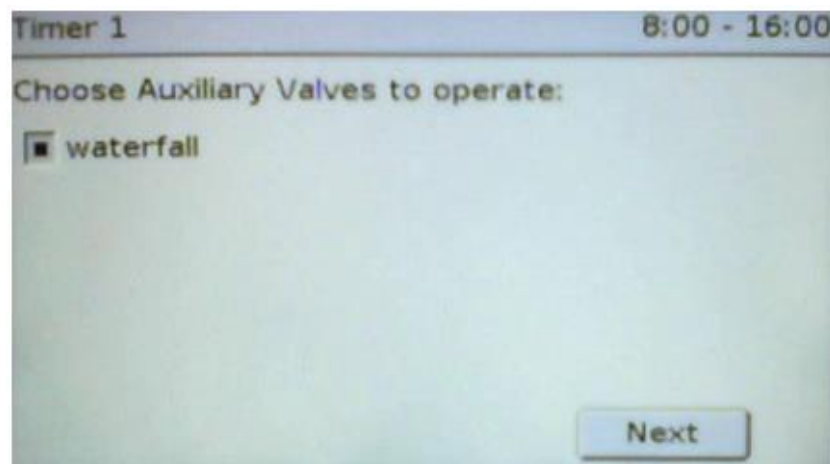 Timer 1 8:00 - 16:00
Choose Auxiliary Valves to operate:
waterfall
Next